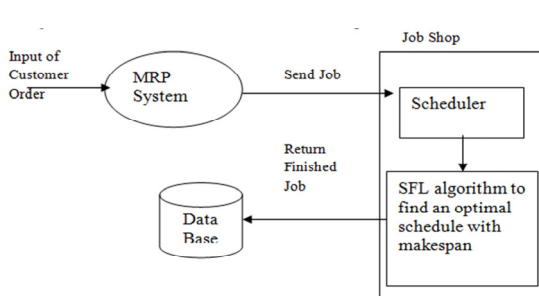 Job Shop
Input of
Customer
Order
MRP
System
Send Job
Scheduler
Return
Finished
Job
SFL algorithm to
find an optimal
schedule with
makespan
Data
Base